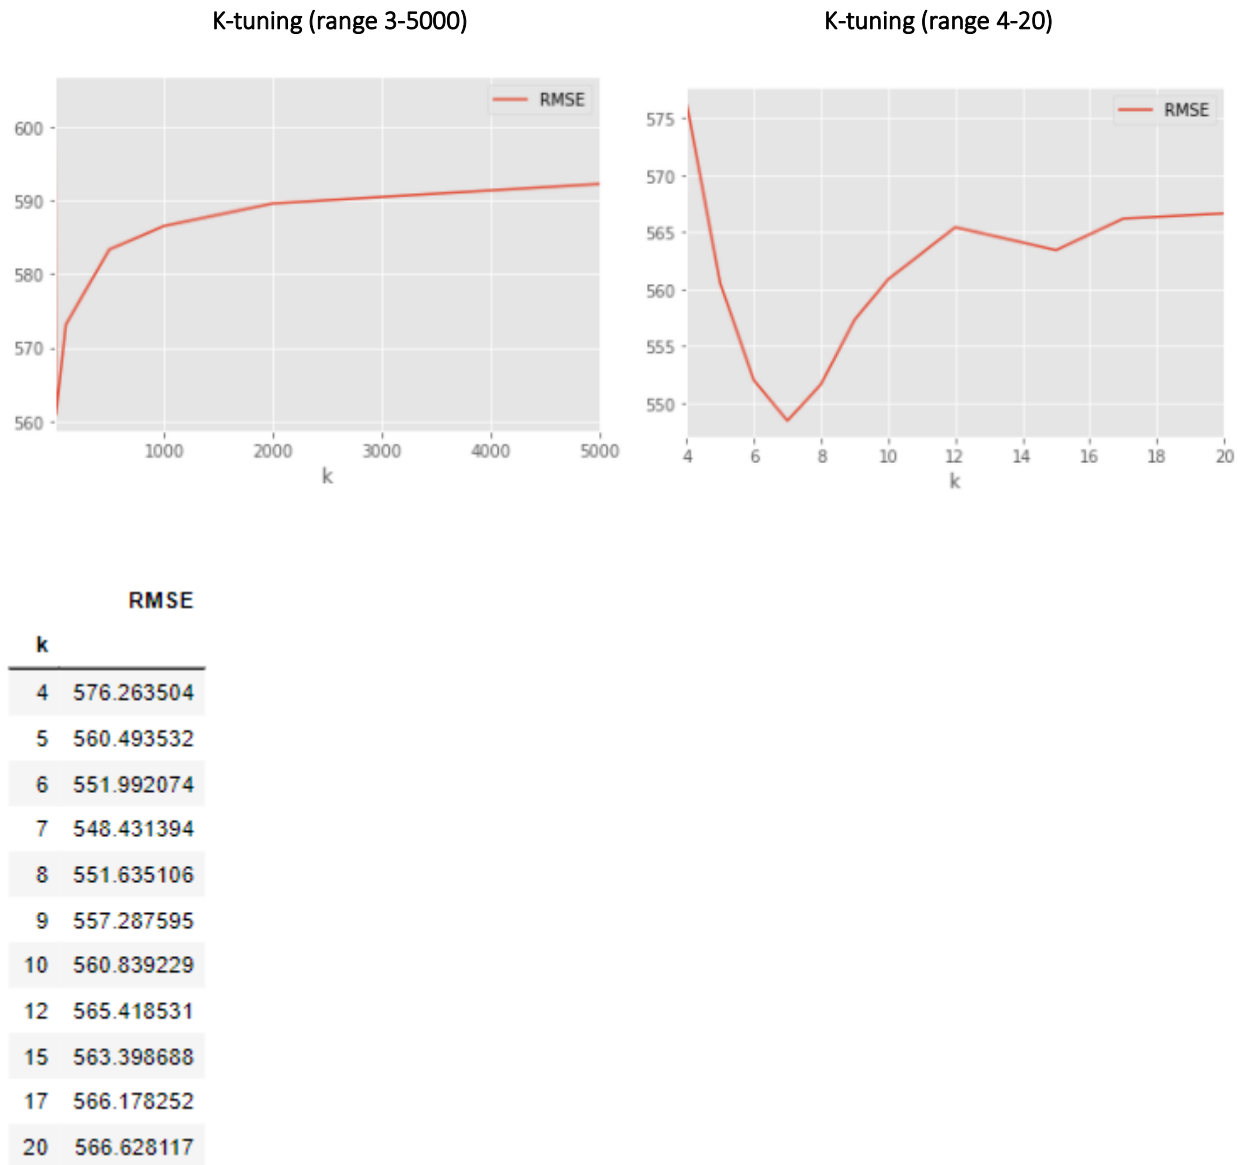 K-tuning (range 3-5000)
RMSE
600
590
580
570
560
1000 2000 3000 4000 5000
k
K-tuning (range 4-20)
RMSE
575
570
565
560
555
550
4 6 8 10 12 14 16 18 20
k
RMSE
k
4 576.263504
5 560.493532
6 551.992074
7 548.431394
8 551.635106
9 557.287595
10 560.839229
12 565.418531
15 563.398688
17 566.178252
20 566.628117